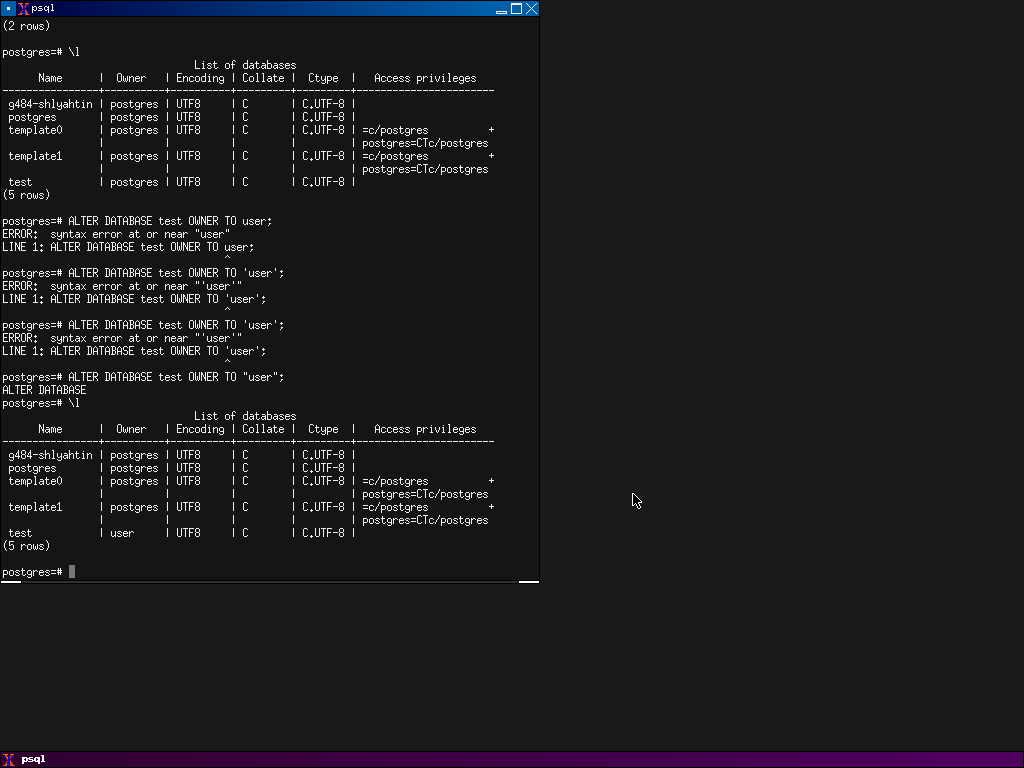 psql
(2 rows)
postgres=# \l
List of databases
Name | Owner | Encoding | Collate | Ctype | Access privileges
----------------+----------+-----------+----------+---------+-----------------------
g484-shlyahtin | postgres | UTF8 | C | C.UTF-8 |
postgres | postgres | UTF8 | C | C.UTF-8 |
template0 | postgres | UTF8 | C | C.UTF-8 | =c/postgres +
| | | | | postgres=CTc/postgres
template1 | postgres | UTF8 | C | C.UTF-8 | =c/postgres +
| | | | | postgres=CTc/postgres
test | postgres | UTF8 | C | C.UTF-8 |
(5 rows)
postgres=# ALTER DATABASE test OWNER TO user;
ERROR:  syntax error at or near "user"
LINE 1: ALTER DATABASE test OWNER TO user;
^
postgres=# ALTER DATABASE test OWNER TO 'user';
ERROR:  syntax error at or near "'user'"
LINE 1: ALTER DATABASE test OWNER TO 'user';
^
postgres=# ALTER DATABASE test OWNER TO 'user';
ERROR:  syntax error at or near "'user'"
LINE 1: ALTER DATABASE test OWNER TO 'user';
^
postgres=# ALTER DATABASE test OWNER TO "user";
ALTER DATABASE
postgres=# \l
List of databases
Name | Owner | Encoding | Collate | Ctype | Access privileges
----------------+----------+-----------+----------+---------+-----------------------
g484-shlyahtin | postgres | UTF8 | C | C.UTF-8 |
postgres | postgres | UTF8 | C | C.UTF-8 |
template0 | postgres | UTF8 | C | C.UTF-8 | =c/postgres +
| | | | | postgres=CTc/postgres
template1 | postgres | UTF8 | C | C.UTF-8 | =c/postgres +
| | | | | postgres=CTc/postgres
test | user | UTF8 | C | C.UTF-8 |
(5 rows)
postgres=#
psql